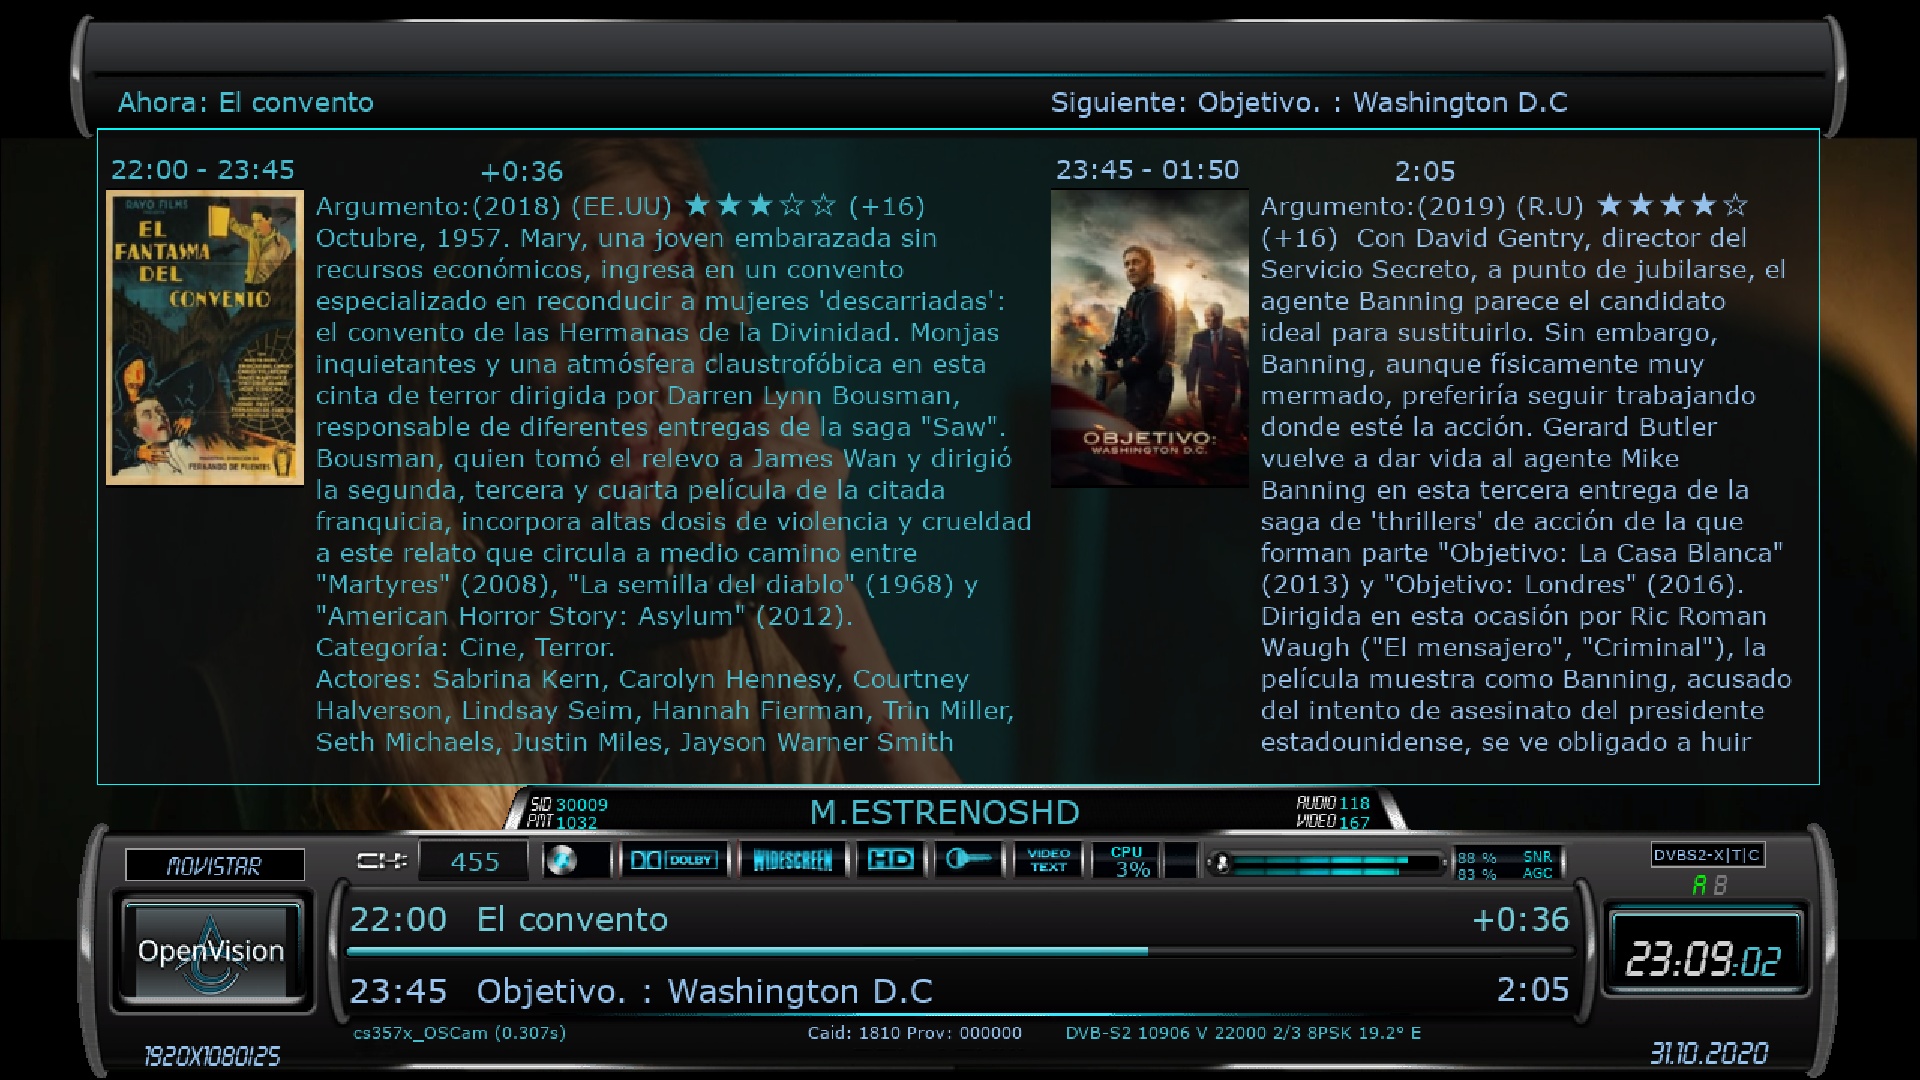 Ahora: El convento
Siguiente: Objetivo. : Washington D.C
22:00 - 23:45
+0:36
RAYO FILMS
EL
FANTASMA
DEL
CONVENTO
FERNANDO DE FUENTES
Argumento:(2018) (EE.UU) ★★★☆☆ (+16)
Octubre, 1957. Mary, una joven embarazada sin
recursos económicos, ingresa en un convento
especializado en reconducir a mujeres 'descarriadas':
el convento de las Hermanas de la Divinidad. Monjas
inquietantes y una atmósfera claustrofóbica en esta
cinta de terror dirigida por Darren Lynn Bousman,
responsable de diferentes entregas de la saga "Saw".
Bousman, quien tomó el relevo a James Wan y dirigió
la segunda, tercera y cuarta película de la citada
franquicia, incorpora altas dosis de violencia y crueldad
a este relato que circula a medio camino entre
"Martyres" (2008), "La semilla del diablo" (1968) y
"American Horror Story: Asylum" (2012).
Categoría: Cine, Terror.
Actores: Sabrina Kern, Carolyn Hennesy, Courtney
Halverson, Lindsay Seim, Hannah Fierman, Trin Miller,
Seth Michaels, Justin Miles, Jayson Warner Smith
23:45 - 01:50
2:05
OBJETIVO:
WASHINGTON D.C.
Argumento:(2019) (R.U) ★★★★☆
(+16)  Con David Gentry, director del
Servicio Secreto, a punto de jubilarse, el
agente Banning parece el candidato
ideal para sustituirlo. Sin embargo,
Banning, aunque físicamente muy
mermado, preferiría seguir trabajando
donde esté la acción. Gerard Butler
vuelve a dar vida al agente Mike
Banning en esta tercera entrega de la
saga de 'thrillers' de acción de la que
forman parte "Objetivo: La Casa Blanca"
(2013) y "Objetivo: Londres" (2016).
Dirigida en esta ocasión por Ric Roman
Waugh ("El mensajero", "Criminal"), la
película muestra como Banning, acusado
del intento de asesinato del presidente
estadounidense, se ve obligado a huir
SID 30009
PMT 1032
M.ESTRENOSHD
AUDIO 118
VIDEO 167
MOVISTAR
CH: 455
DOLBY
WIDESCREEN
HD
VIDEO
TEXT
CPU
3%
88 % SNR
83 % AGC
DVBS2-X|T|C
A B
OpenVision
22:00 El convento +0:36
23:45 Objetivo. : Washington D.C 2:05
23:09:02
cs357x_OSCam (0.307s)
Caid: 1810 Prov: 000000
DVB-S2 10906 V 22000 2/3 8PSK 19.2° E
1920X1080I25
31.10.2020